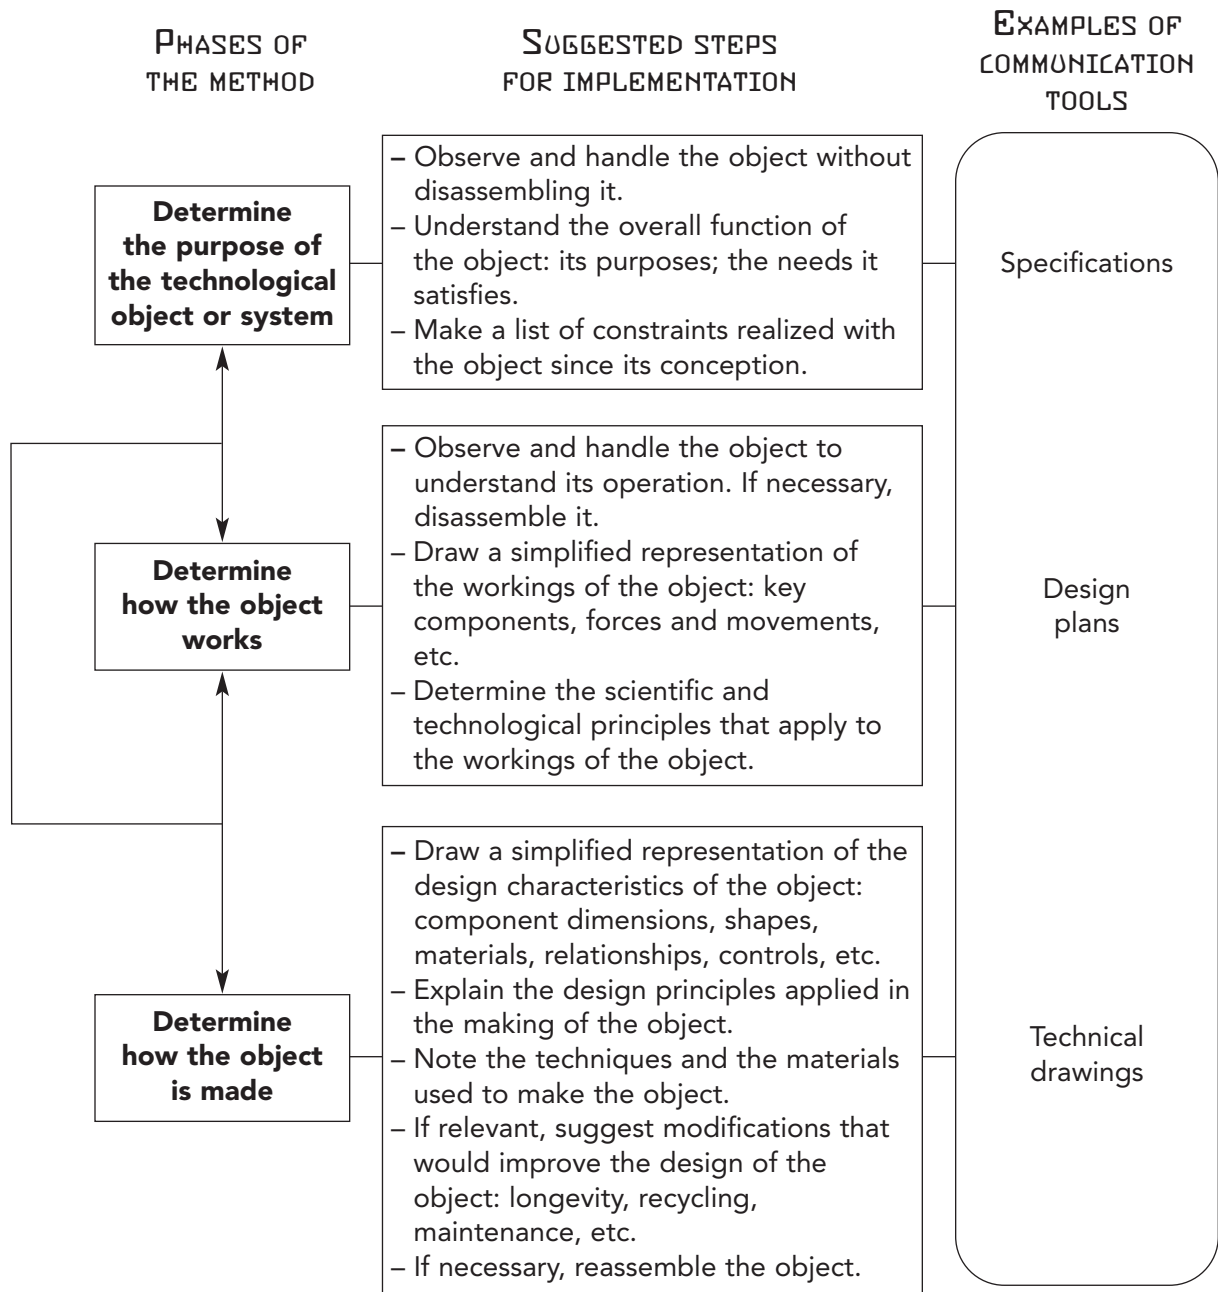 PHASES OF
THE METHOD
SUGGESTED STEPS
FOR IMPLEMENTATION
EXAMPLES OF
COMMUNICATION
TOOLS
Determine
the purpose of
the technological
object or system
– Observe and handle the object without
disassembling it.
– Understand the overall function of
the object: its purposes; the needs it
satisfies.
– Make a list of constraints realized with
the object since its conception.
Specifications
Determine
how the object
works
– Observe and handle the object to
understand its operation. If necessary,
disassemble it.
– Draw a simplified representation of
the workings of the object: key
components, forces and movements,
etc.
– Determine the scientific and
technological principles that apply to
the workings of the object.
Design
plans
Determine
how the object
is made
– Draw a simplified representation of the
design characteristics of the object:
component dimensions, shapes,
materials, relationships, controls, etc.
– Explain the design principles applied in
the making of the object.
– Note the techniques and the materials
used to make the object.
– If relevant, suggest modifications that
would improve the design of the
object: longevity, recycling,
maintenance, etc.
– If necessary, reassemble the object.
Technical
drawings